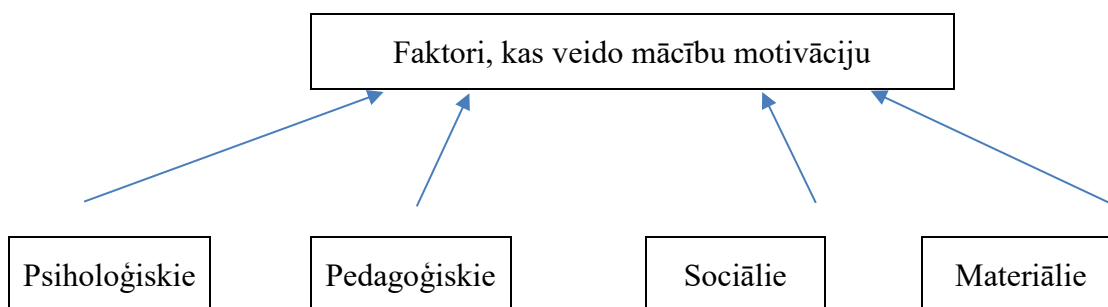 Faktori, kas veido mācību motivāciju
Psiholoģiskie
Pedagoģiskie
Sociālie
Materiālie